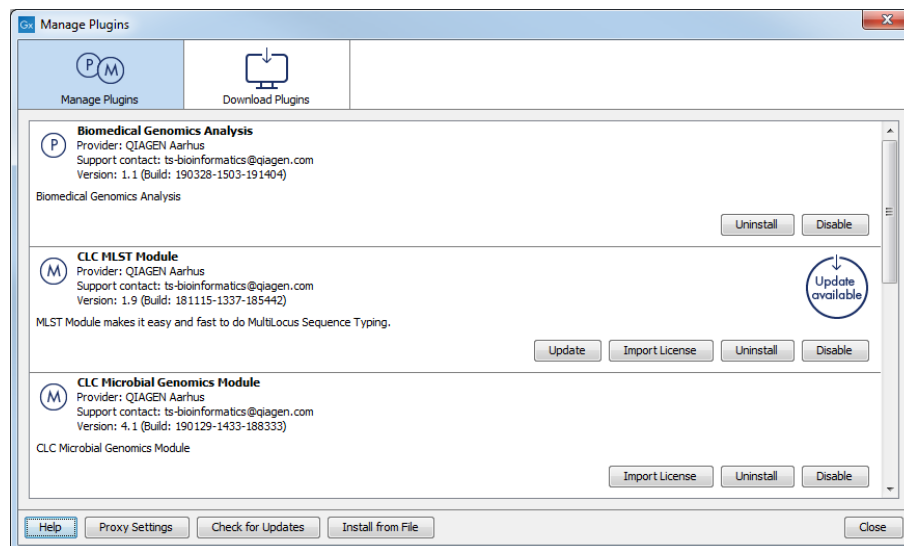 Gx Manage Plugins
X
P M
Manage Plugins
Download Plugins
P
Biomedical Genomics Analysis
Provider: QIAGEN Aarhus
Support contact: ts-bioinformatics@qiagen.com
Version: 1.1 (Build: 190328-1503-191404)
Biomedical Genomics Analysis
Uninstall
Disable
M
CLC MLST Module
Provider: QIAGEN Aarhus
Support contact: ts-bioinformatics@qiagen.com
Version: 1.9 (Build: 181115-1337-185442)
Update
available
MLST Module makes it easy and fast to do MultiLocus Sequence Typing.
Update
Import License
Uninstall
Disable
M
CLC Microbial Genomics Module
Provider: QIAGEN Aarhus
Support contact: ts-bioinformatics@qiagen.com
Version: 4.1 (Build: 190129-1433-188333)
CLC Microbial Genomics Module
Import License
Uninstall
Disable
Help
Proxy Settings
Check for Updates
Install from File
Close